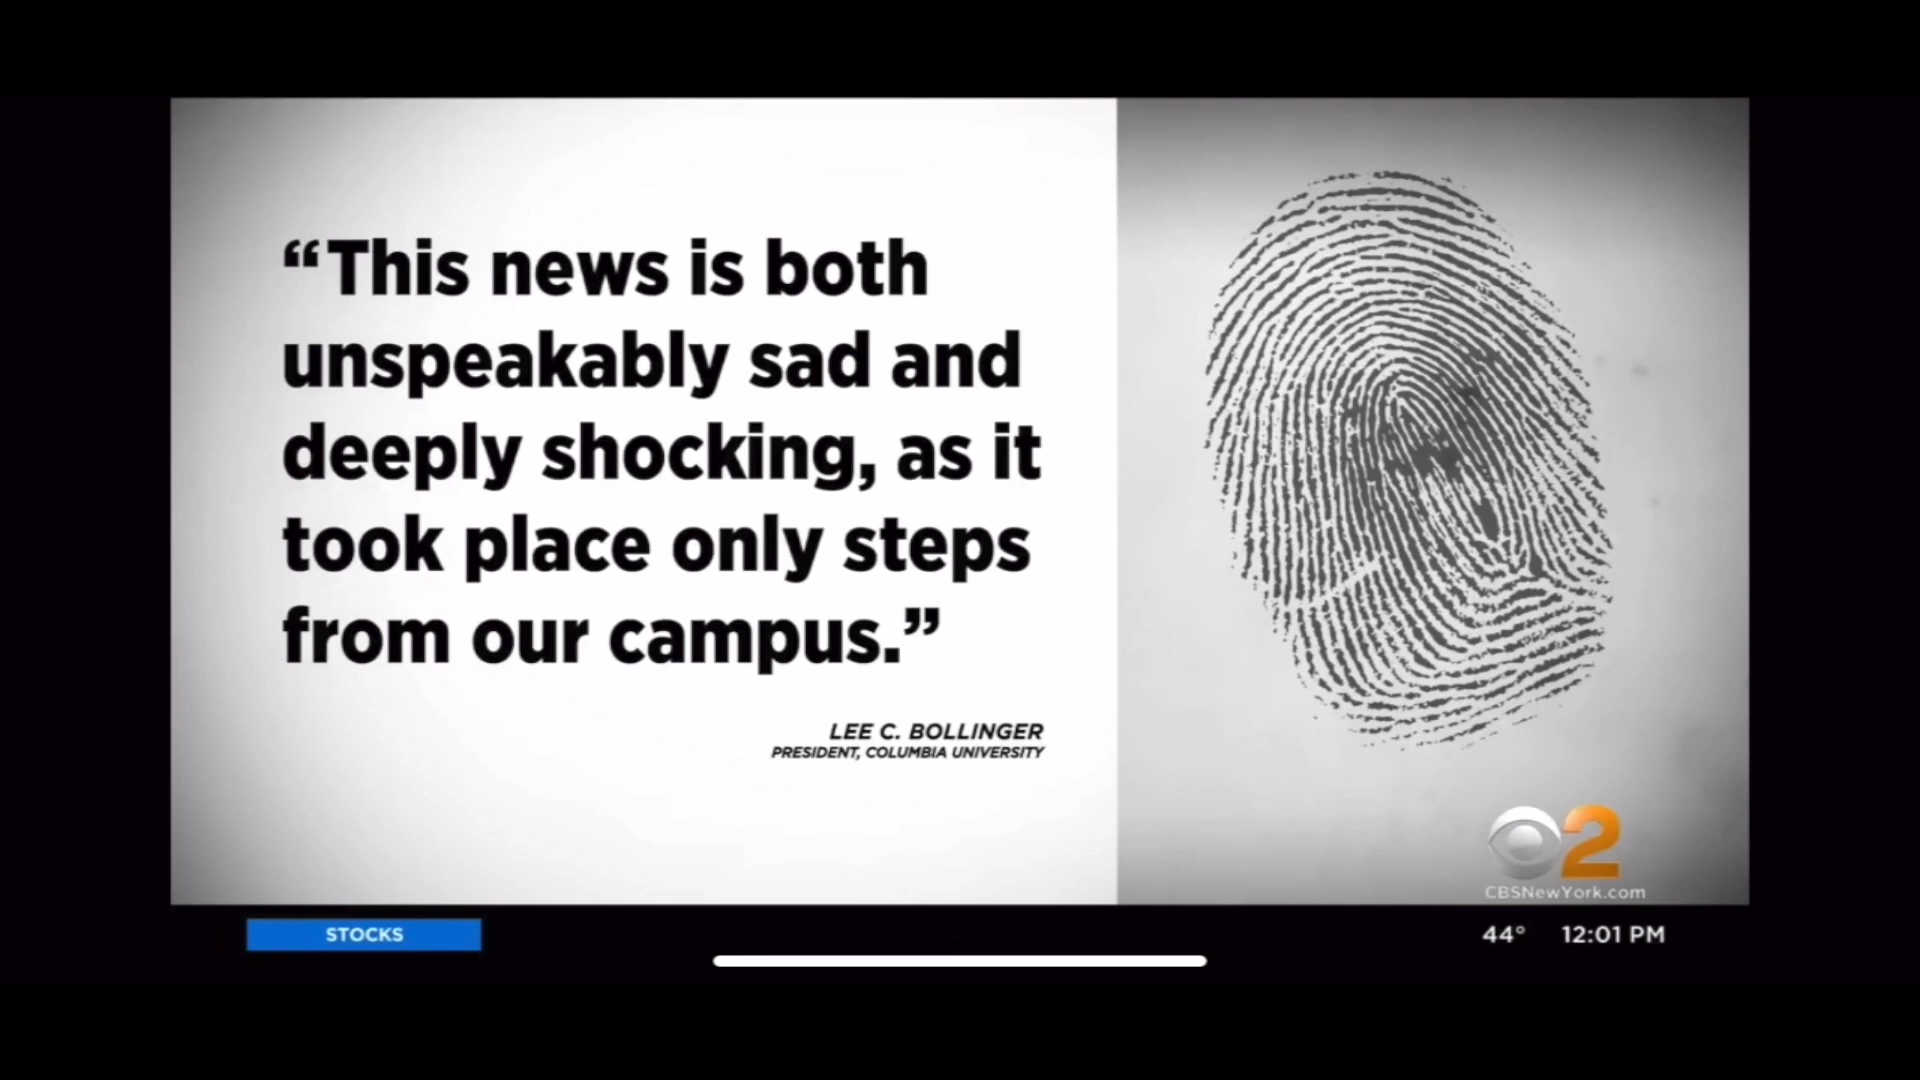 “This news is both
unspeakably sad and
deeply shocking, as it
took place only steps
from our campus.”
LEE C. BOLLINGER
PRESIDENT, COLUMBIA UNIVERSITY
2
CBSNewYork.com
STOCKS
44° 12:01 PM